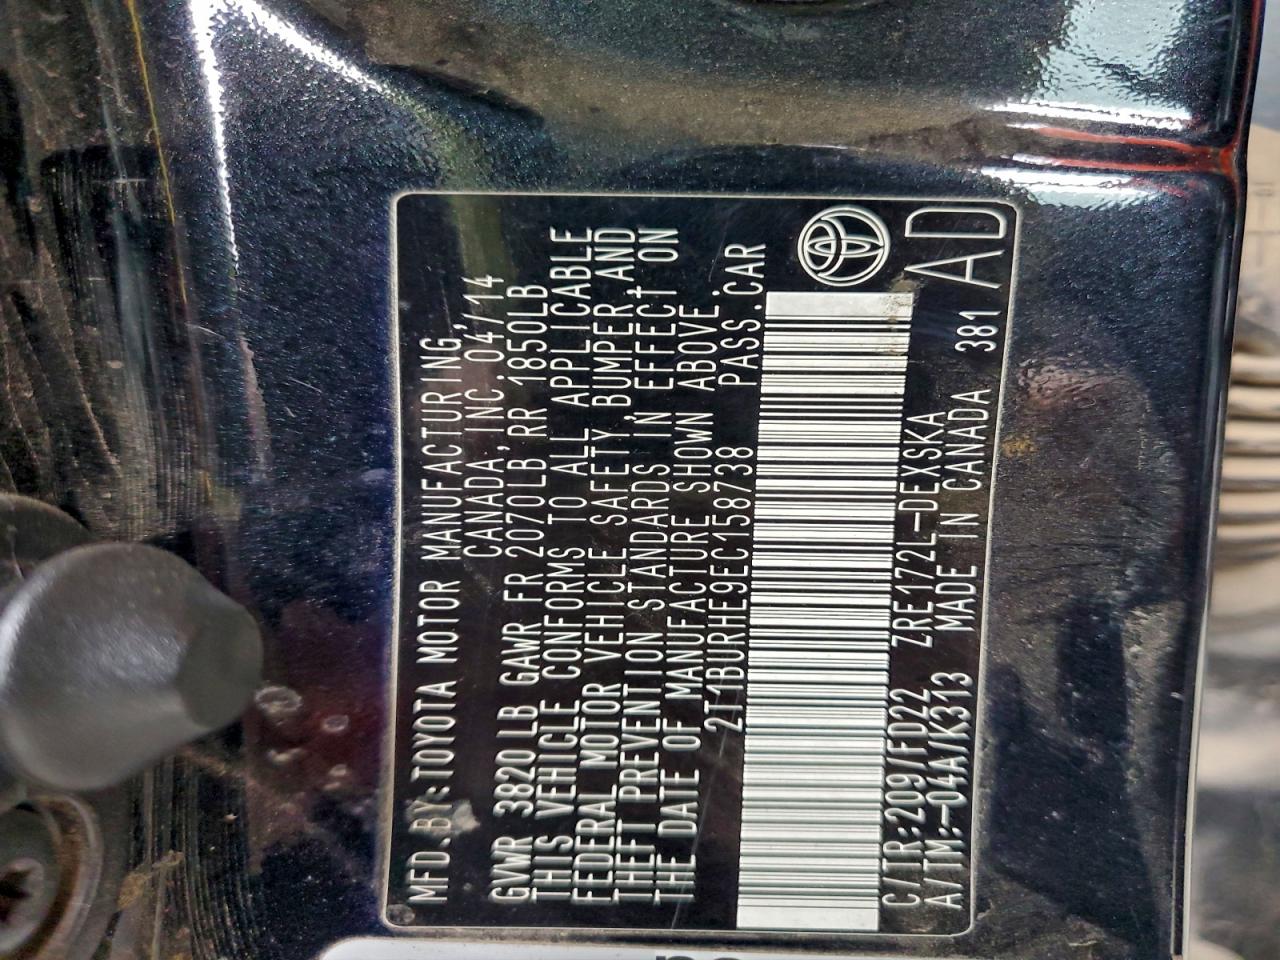 MFD.BY:TOYOTA MOTOR MANUFACTURING,
CANADA,INC.04/14
GVWR 3820 LB GAWR FR 2070LB RR 1850LB
THIS VEHICLE CONFORMS TO ALL APPLICABLE
FEDERAL MOTOR VEHICLE SAFETY,BUMPER,AND
THEFT PREVENTION STANDARDS IN EFFECT ON
THE DATE OF MANUFACTURE SHOWN ABOVE.
2T1BURHE9EC158738 PASS.CAR
C/TR:209/FD22 ZRE172L-DEXSKA
A/TM:-04A/K313 MADE IN CANADA 381 AD